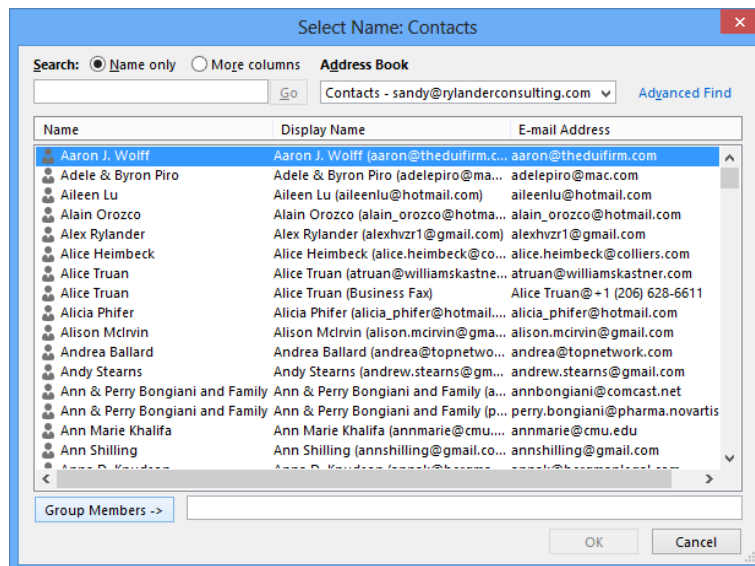 Select Name: Contacts
Search: Name only More columns Address Book
Go Contacts - sandy@rylanderconsulting.com Advanced Find
Name Display Name E-mail Address
Aaron J. Wolff Aaron J. Wolff (aaron@theduifirm.c... aaron@theduifirm.com
Adele & Byron Piro Adele & Byron Piro (adelepiro@ma... adelepiro@mac.com
Aileen Lu Aileen Lu (aileenlu@hotmail.com) aileenlu@hotmail.com
Alain Orozco Alain Orozco (alain_orozco@hotma... alain_orozco@hotmail.com
Alex Rylander Alex Rylander (alexhvzr1@gmail.com) alexhvzr1@gmail.com
Alice Heimbeck Alice Heimbeck (alice.heimbeck@co... alice.heimbeck@colliers.com
Alice Truan Alice Truan (atruan@williamskastne... atruan@williamskastner.com
Alice Truan Alice Truan (Business Fax) Alice Truan@+1 (206) 628-6611
Alicia Phifer Alicia Phifer (alicia_phifer@hotmail.... alicia_phifer@hotmail.com
Alison McIrvin Alison McIrvin (alison.mcirvin@gma... alison.mcirvin@gmail.com
Andrea Ballard Andrea Ballard (andrea@topnetwo... andrea@topnetwork.com
Andy Stearns Andy Stearns (andrew.stearns@gm... andrew.stearns@gmail.com
Ann & Perry Bongiani and Family Ann & Perry Bongiani and Family (a... annbongiani@comcast.net
Ann & Perry Bongiani and Family Ann & Perry Bongiani and Family (p... perry.bongiani@pharma.novartis
Ann Marie Khalifa Ann Marie Khalifa (annmarie@cmu.... annmarie@cmu.edu
Ann Shilling Ann Shilling (annshilling@gmail.co... annshilling@gmail.com
Group Members ->
OK Cancel